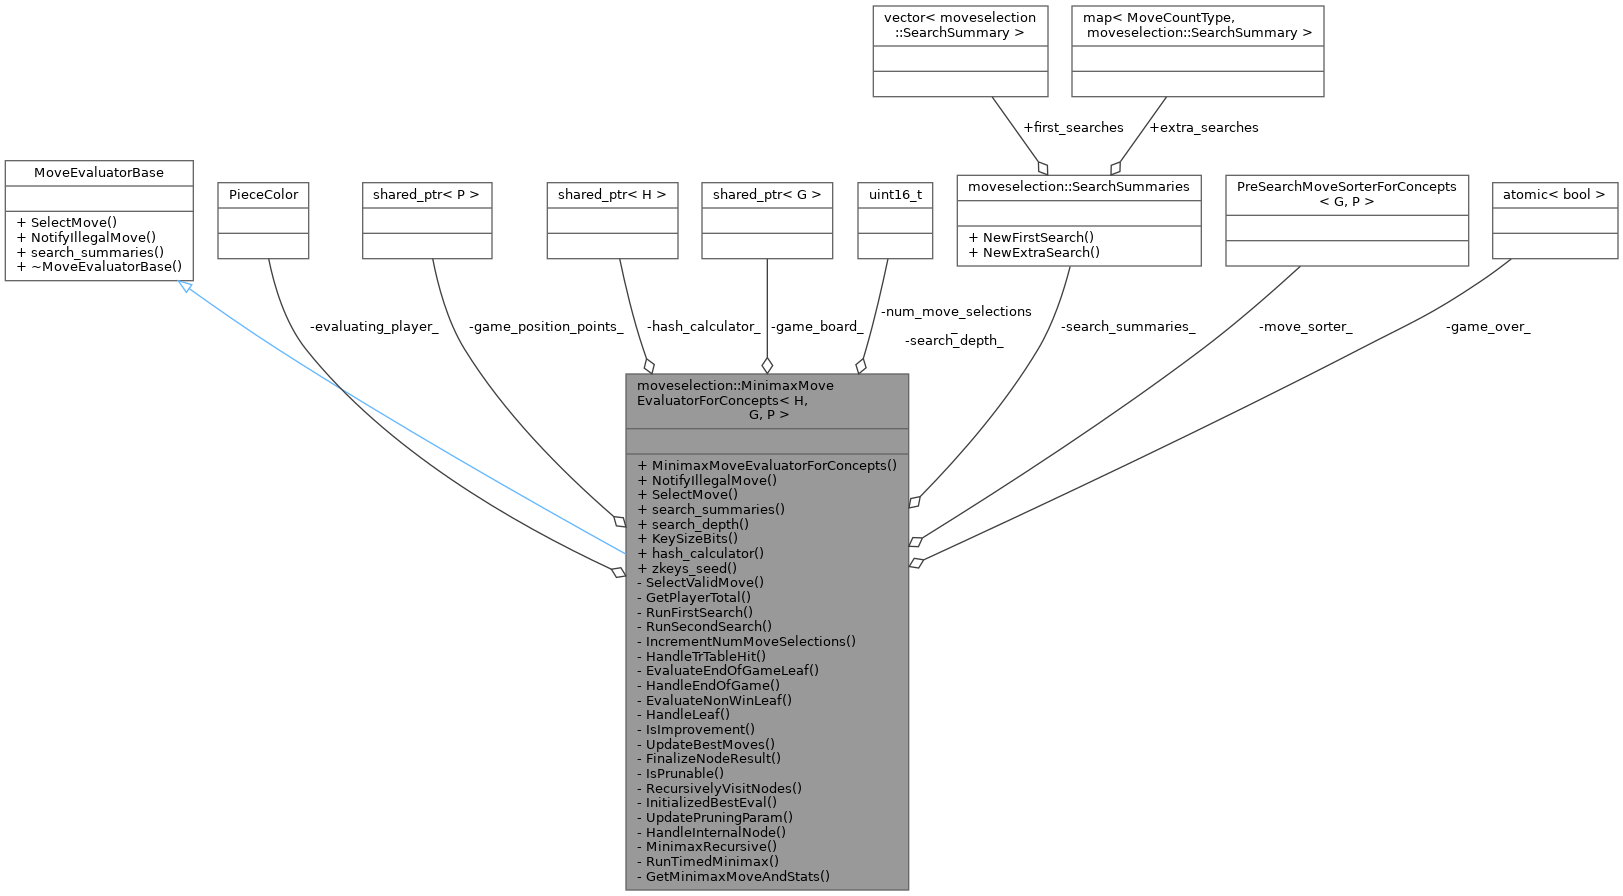 vector< moveselection
::SearchSummary >
map< MoveCountType,
moveselection::SearchSummary >
+first_searches
+extra_searches
MoveEvaluatorBase
+ SelectMove()
+ NotifyIllegalMove()
+ search_summaries()
+ ~MoveEvaluatorBase()
PieceColor
shared_ptr< P >
shared_ptr< H >
shared_ptr< G >
uint16_t
moveselection::SearchSummaries
+ NewFirstSearch()
+ NewExtraSearch()
PreSearchMoveSorterForConcepts
< G, P >
atomic< bool >
-evaluating_player_
-game_position_points_
-hash_calculator_
-game_board_
-num_move_selections
_
-search_depth_
-search_summaries_
-move_sorter_
-game_over_
moveselection::MinimaxMove
EvaluatorForConcepts< H,
G, P >
+ MinimaxMoveEvaluatorForConcepts()
+ NotifyIllegalMove()
+ SelectMove()
+ search_summaries()
+ search_depth()
+ KeySizeBits()
+ hash_calculator()
+ zkeys_seed()
- SelectValidMove()
- GetPlayerTotal()
- RunFirstSearch()
- RunSecondSearch()
- IncrementNumMoveSelections()
- HandleTrTableHit()
- EvaluateEndOfGameLeaf()
- HandleEndOfGame()
- EvaluateNonWinLeaf()
- HandleLeaf()
- IsImprovement()
- UpdateBestMoves()
- FinalizeNodeResult()
- IsPrunable()
- RecursivelyVisitNodes()
- InitializedBestEval()
- UpdatePruningParam()
- HandleInternalNode()
- MinimaxRecursive()
- RunTimedMinimax()
- GetMinimaxMoveAndStats()